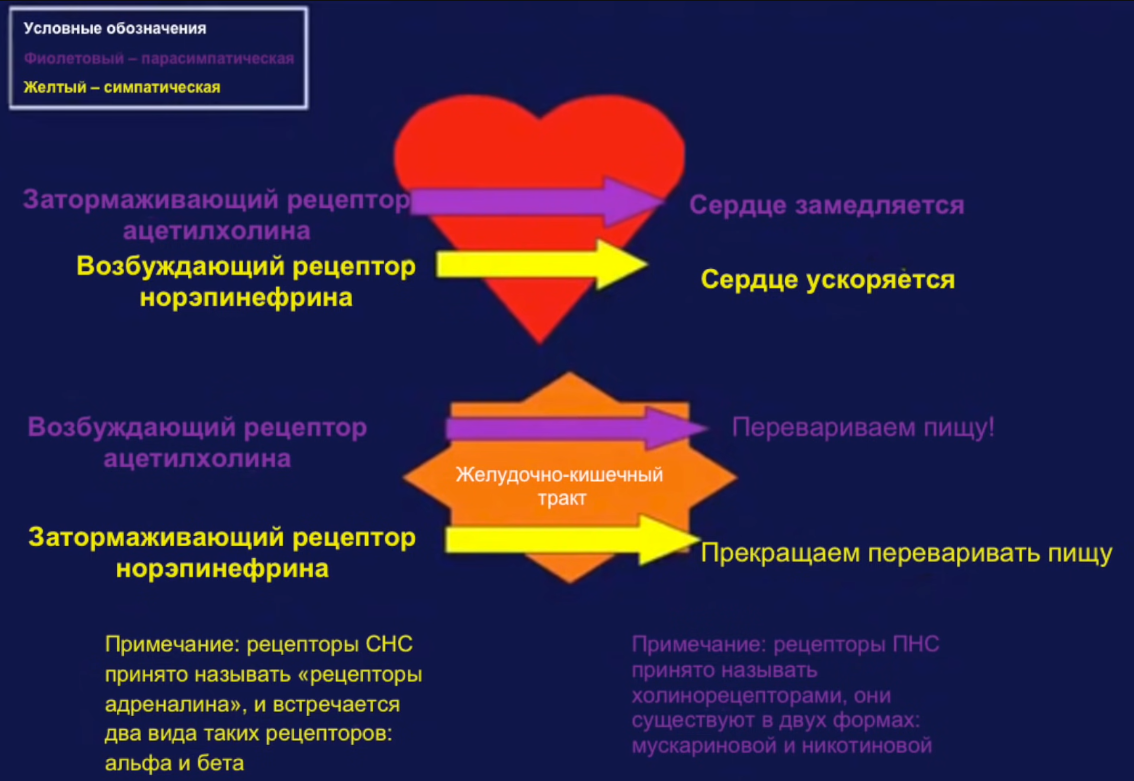 Условные обозначения
Фиолетовый – парасимпатическая
Желтый – симпатическая
Затормаживающий рецептор
ацетилхолина
Сердце замедляется
Возбуждающий рецептор
норэпинефрина
Сердце ускоряется
Возбуждающий рецептор
ацетилхолина
Перевариваем пищу!
Желудочно-кишечный
тракт
Затормаживающий рецептор
норэпинефрина
Прекращаем переваривать пищу
Примечание: рецепторы СНС
принято называть «рецепторы
адреналина», и встречается
два вида таких рецепторов:
альфа и бета
Примечание: рецепторы ПНС
принято называть
холинорецепторами, они
существуют в двух формах:
мускариновой и никотиновой